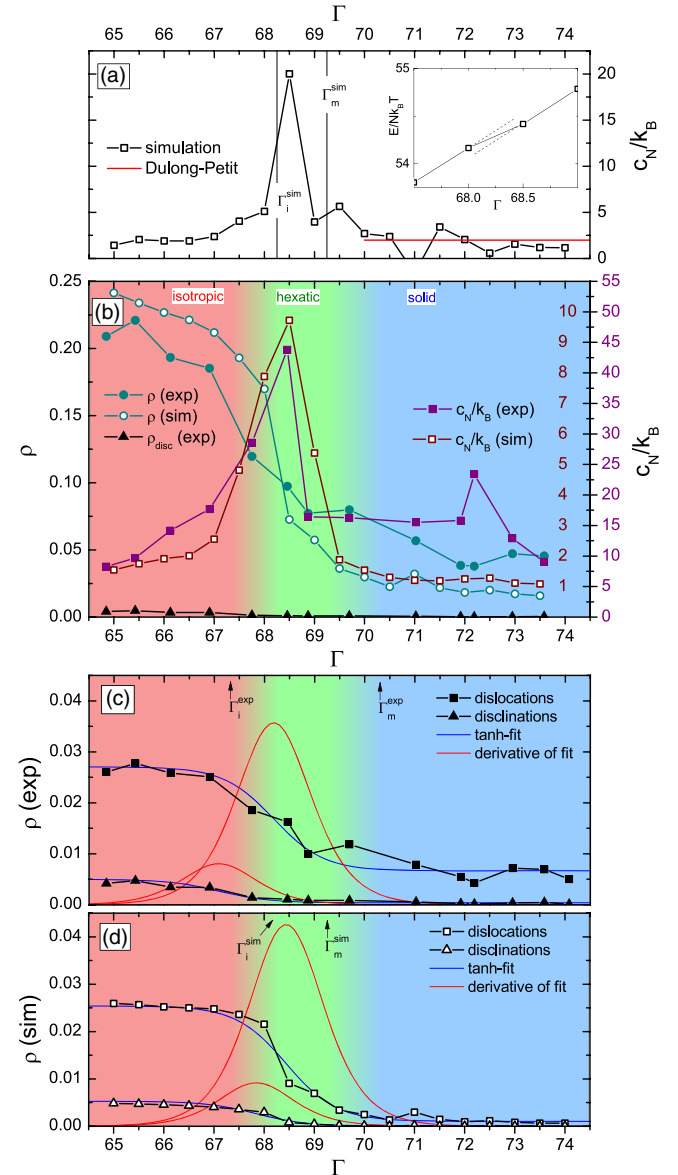 Γ
65 66 67 68 69 70 71 72 73 74
(a)
simulation
Dulong-Petit
Γ_i^sim
Γ_m^sim
55
54
E/Nk_BT
68.0 68.5
Γ
20
15
10
5
0
c_N/k_B
(b)
isotropic hexatic solid
0.25
0.20
0.15
0.10
0.05
0.00
ρ
ρ (exp)
ρ (sim)
ρ_disc (exp)
c_N/k_B (exp)
c_N/k_B (sim)
10
9
8
7
6
5
4
3
2
1
55
50
45
40
35
30
25
20
15
10
5
0
c_N/k_B
65 66 67 68 69 70 71 72 73 74
Γ
(c)
Γ_i^exp
Γ_m^exp
dislocations
disclinations
tanh-fit
derivative of fit
0.04
0.03
0.02
0.01
0.00
ρ (exp)
(d)
Γ_i^sim
Γ_m^sim
dislocations
disclinations
tanh-fit
derivative of fit
0.04
0.03
0.02
0.01
0.00
ρ (sim)
65 66 67 68 69 70 71 72 73 74
Γ